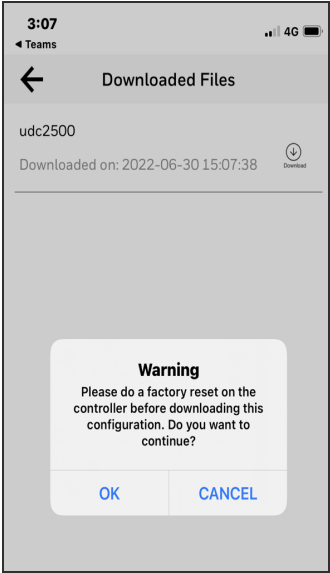 3:07
4G
◄ Teams
Downloaded Files
udc2500
Downloaded on: 2022-06-30 15:07:38
Download
Warning
Please do a factory reset on the
controller before downloading this
configuration. Do you want to
continue?
OK
CANCEL